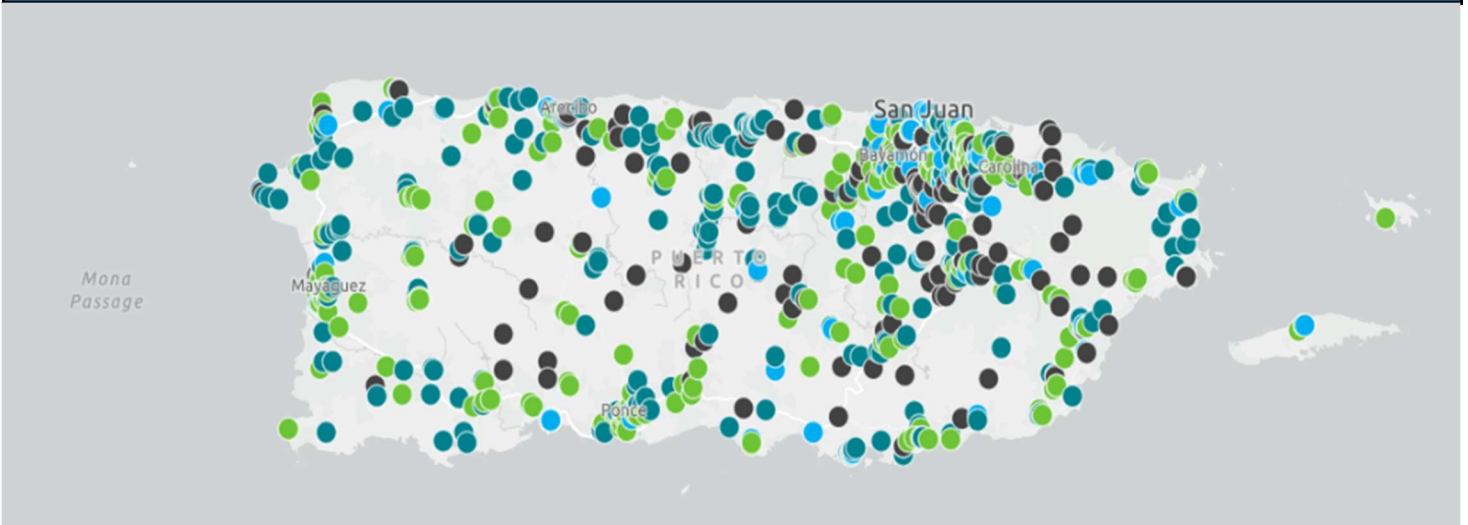 San Juan
Arecibo
Bayamón
Carolina
PUERTO
RICO
Mona
Passage
Mayagüez
Ponce